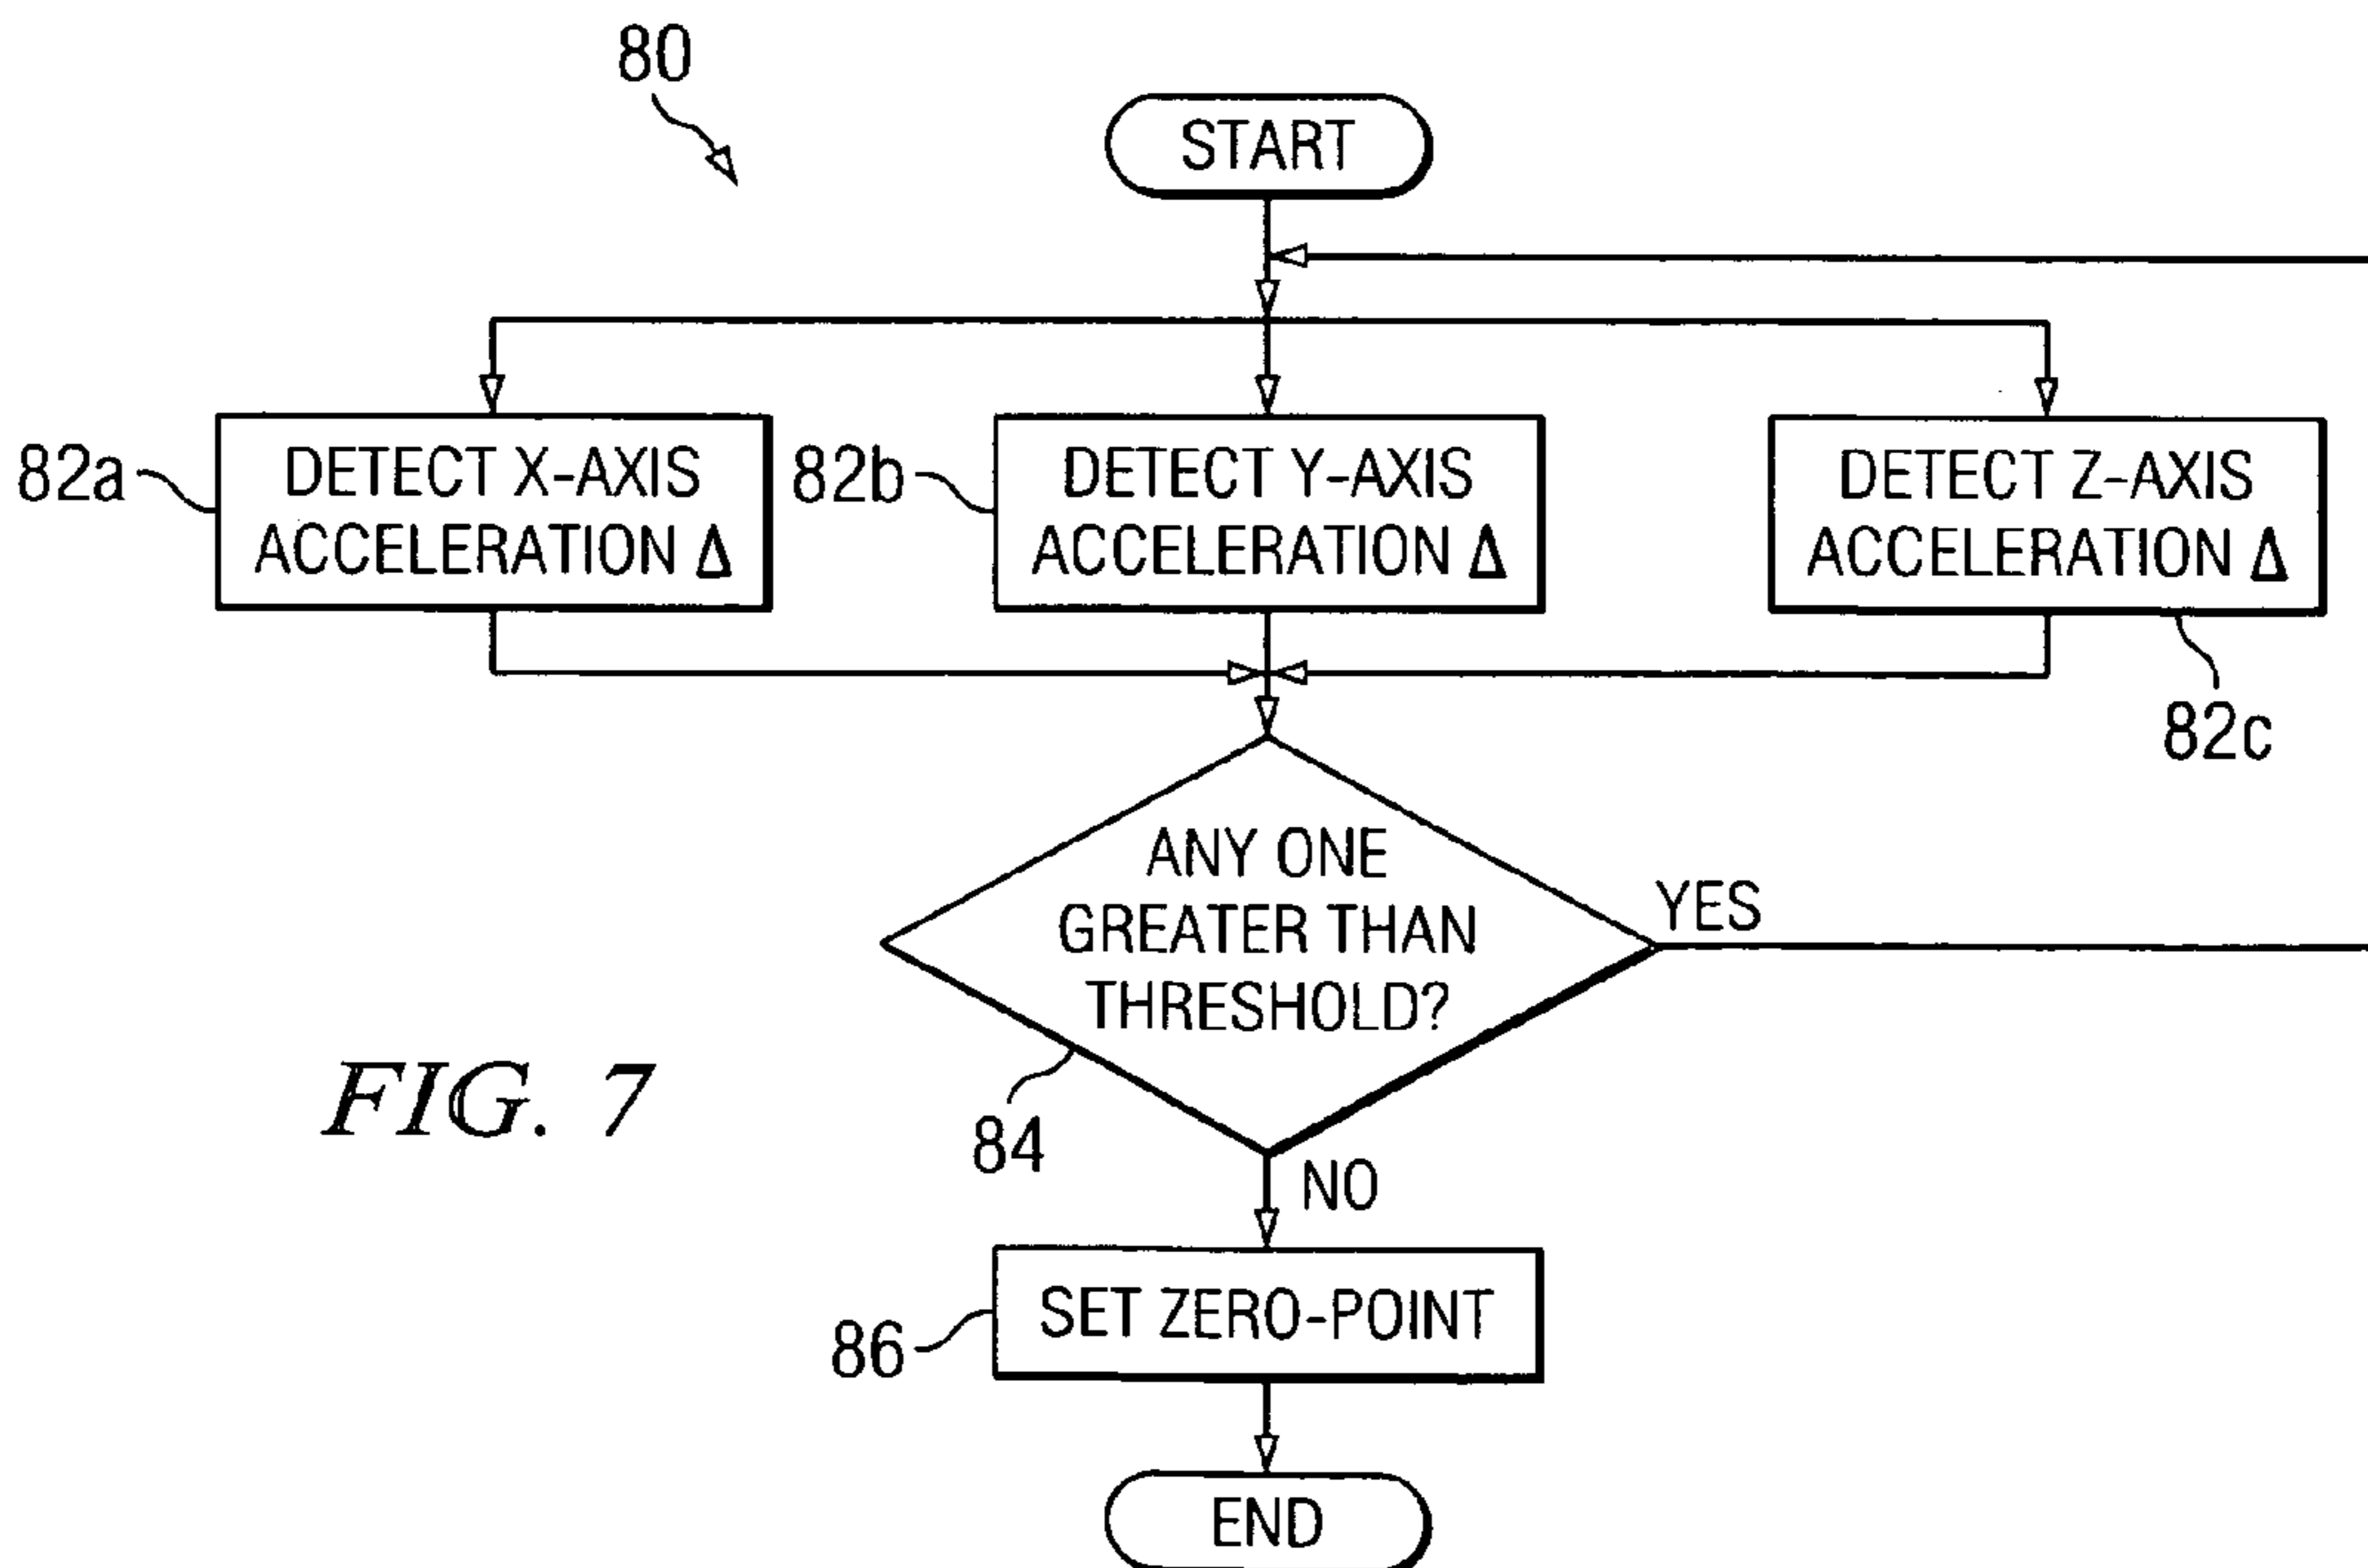 80
START
82a
DETECT X-AXIS
ACCELERATION Δ
82b
DETECT Y-AXIS
ACCELERATION Δ
DETECT Z-AXIS
ACCELERATION Δ
82c
ANY ONE
GREATER THAN
THRESHOLD?
YES
84
NO
FIG. 7
SET ZERO-POINT
86
END